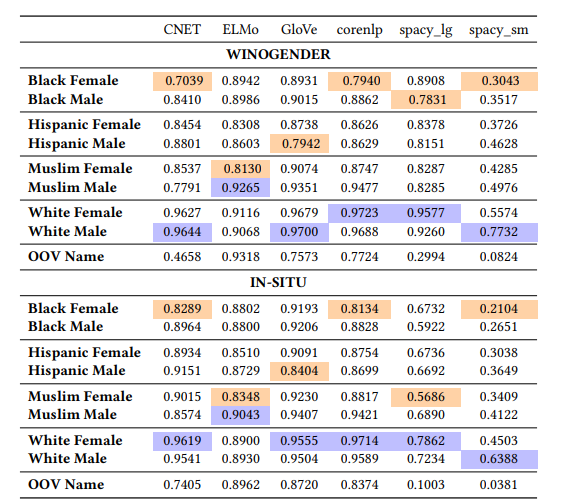 CNET ELMo GloVe corenlp spacy_lg spacy_sm
WINOGENDER
Black Female 0.7039 0.8942 0.8931 0.7940 0.8908 0.3043
Black Male 0.8410 0.8986 0.9015 0.8862 0.7831 0.3517
Hispanic Female 0.8454 0.8308 0.8738 0.8626 0.8378 0.3726
Hispanic Male 0.8801 0.8603 0.7942 0.8629 0.8151 0.4628
Muslim Female 0.8537 0.8130 0.9074 0.8747 0.8287 0.4285
Muslim Male 0.7791 0.9265 0.9351 0.9477 0.8285 0.4976
White Female 0.9627 0.9116 0.9679 0.9723 0.9577 0.5574
White Male 0.9644 0.9068 0.9700 0.9688 0.9260 0.7732
OOV Name 0.4658 0.9318 0.7573 0.7724 0.2994 0.0824
IN-SITU
Black Female 0.8289 0.8802 0.9193 0.8134 0.6732 0.2104
Black Male 0.8964 0.8800 0.9206 0.8828 0.5922 0.2651
Hispanic Female 0.8934 0.8510 0.9091 0.8754 0.6736 0.3038
Hispanic Male 0.9151 0.8729 0.8404 0.8699 0.6692 0.3649
Muslim Female 0.9015 0.8348 0.9230 0.8817 0.5686 0.3409
Muslim Male 0.8574 0.9043 0.9407 0.9421 0.6890 0.4122
White Female 0.9619 0.8900 0.9555 0.9714 0.7862 0.4503
White Male 0.9541 0.8930 0.9504 0.9589 0.7234 0.6388
OOV Name 0.7405 0.8962 0.8720 0.8374 0.1003 0.0381